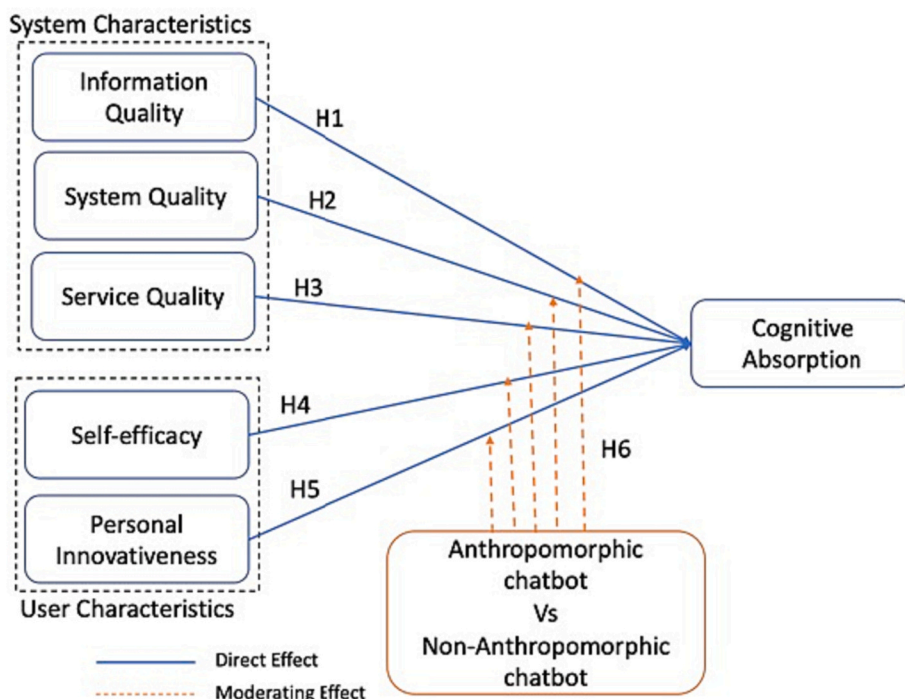 System Characteristics
Information
Quality
H1
System Quality
H2
Service Quality
H3
Cognitive
Absorption
Self-efficacy
H4
H5
H6
Personal
Innovativeness
User Characteristics
Anthropomorphic
chatbot
Vs
Non-Anthropomorphic
chatbot
Direct Effect
Moderating Effect